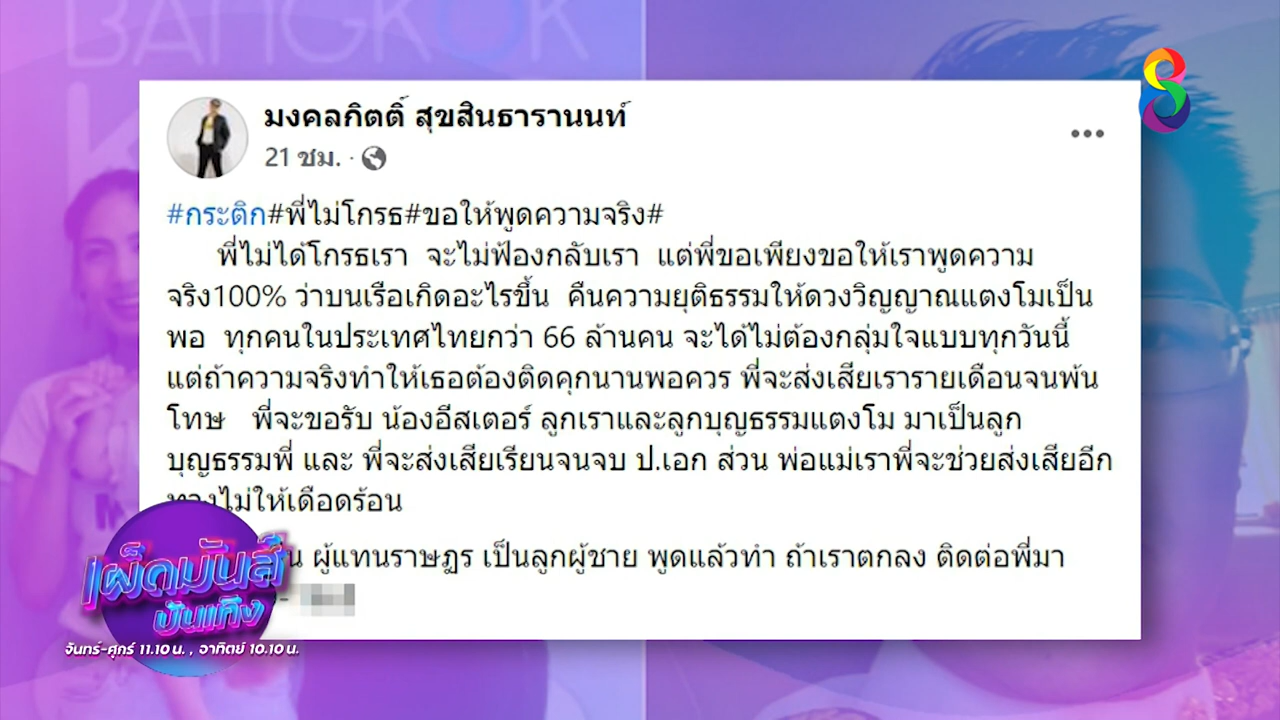 BANGKOK
8
มงคลกิตติ์ สุขสินธารานนท์
21 ชม. ·
#กระติก#พี่ไม่โกรธ#ขอให้พูดความจริง#
พี่ไม่ได้โกรธเรา จะไม่ฟ้องกลับเรา แต่พี่ขอเพียงขอให้เราพูดความ
จริง100% ว่าบนเรือเกิดอะไรขึ้น คืนความยุติธรรมให้ดวงวิญญาณแตงโมเป็น
พอ ทุกคนในประเทศไทยกว่า 66 ล้านคน จะได้ไม่ต้องกลุ่มใจแบบทุกวันนี้
แต่ถ้าความจริงทำให้เธอต้องติดคุกนานพอควร พี่จะส่งเสียเรารายเดือนจนพ้น
โทษ พี่จะขอรับ น้องอีสเตอร์ ลูกเราและลูกบุญธรรมแตงโม มาเป็นลูก
บุญธรรมพี่ และ พี่จะส่งเสียเรียนจนจบ ป.เอก ส่วน พ่อแม่เราพี่จะช่วยส่งเสียอีก
ทางไม่ให้เดือดร้อน
ผู้แทนราษฎร เป็นลูกผู้ชาย พูดแล้วทำ ถ้าเราตกลง ติดต่อพี่มา
เผ็ดมันส์
บันเทิง
จันทร์-ศุกร์ 11.10 น. , อาทิตย์ 10.10 น.